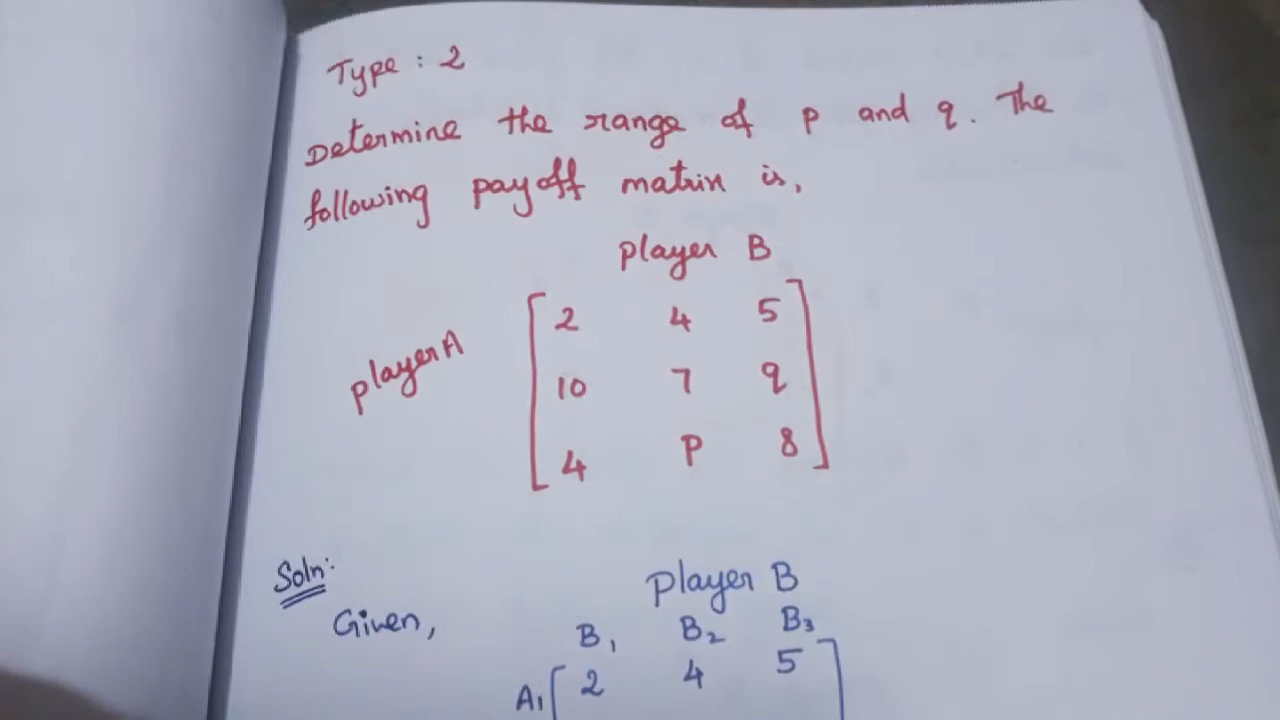 Type : 2
Determine the range of p and q. The
following payoff matrix is,
player B
player A
2 4 5
10 7 q
4 P 8
Soln:
Given,
Player B
B1 B2 B3
A1 2 4 5